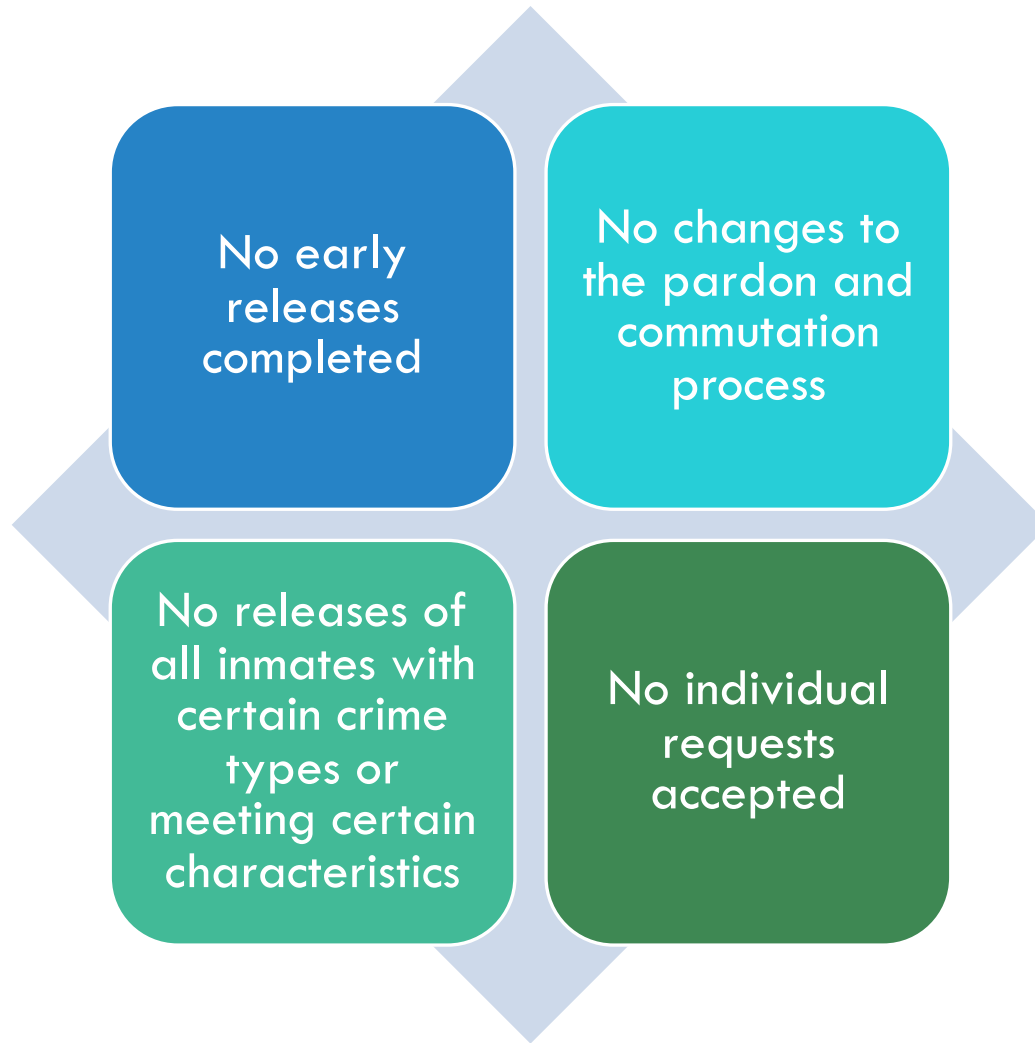 No early
releases
completed
No changes to
the pardon and
commutation
process
No releases of
all inmates with
certain crime
types or
meeting certain
characteristics
No individual
requests
accepted